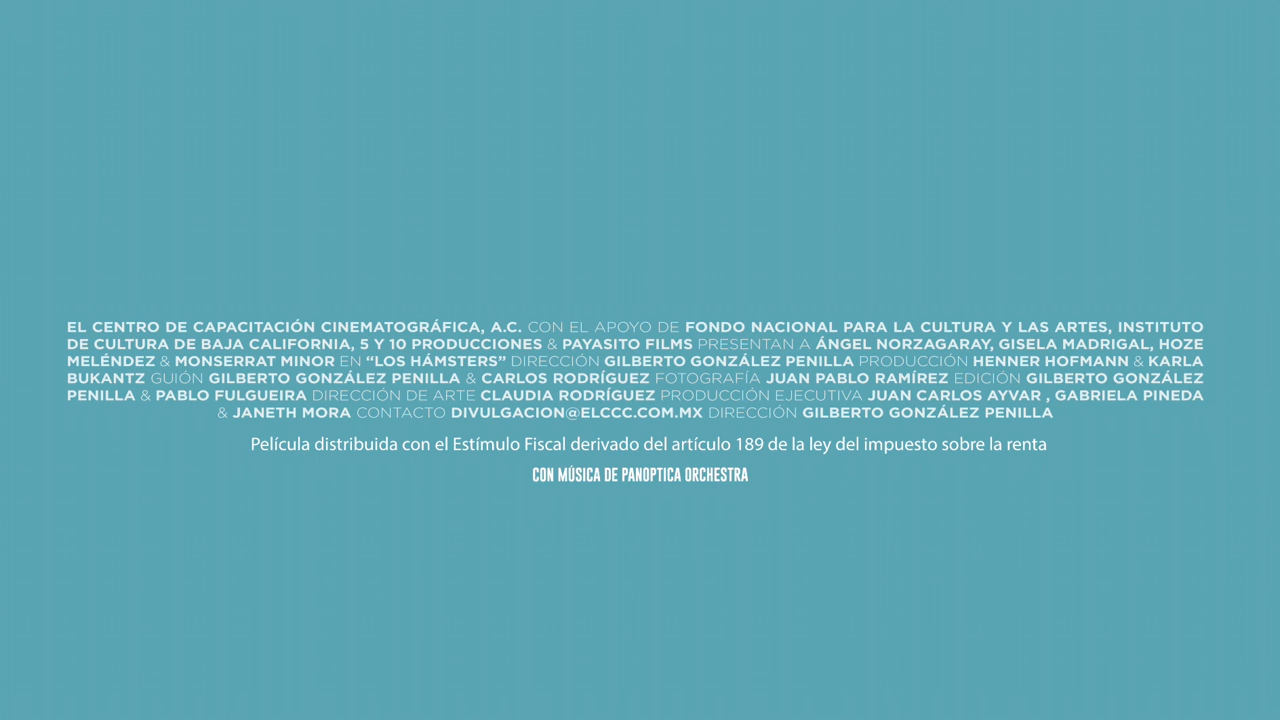 EL CENTRO DE CAPACITACIÓN CINEMATOGRÁFICA, A.C. CON EL APOYO DE FONDO NACIONAL PARA LA CULTURA Y LAS ARTES, INSTITUTO
DE CULTURA DE BAJA CALIFORNIA, 5 Y 10 PRODUCCIONES & PAYASITO FILMS PRESENTAN A ÁNGEL NORZAGARAY, GISELA MADRIGAL, HOZE
MELÉNDEZ & MONSERRAT MINOR EN “LOS HÁMSTERS” DIRECCIÓN GILBERTO GONZÁLEZ PENILLA PRODUCCIÓN HENNER HOFMANN & KARLA
BUKANTZ GUIÓN GILBERTO GONZÁLEZ PENILLA & CARLOS RODRÍGUEZ FOTOGRAFÍA JUAN PABLO RAMÍREZ EDICIÓN GILBERTO GONZÁLEZ
PENILLA & PABLO FULGUEIRA DIRECCIÓN DE ARTE CLAUDIA RODRÍGUEZ PRODUCCIÓN EJECUTIVA JUAN CARLOS AYVAR , GABRIELA PINEDA
& JANETH MORA CONTACTO DIVULGACION@ELCCC.COM.MX DIRECCIÓN GILBERTO GONZÁLEZ PENILLA
Película distribuida con el Estímulo Fiscal derivado del artículo 189 de la ley del impuesto sobre la renta
CON MÚSICA DE PANOPTICA ORCHESTRA